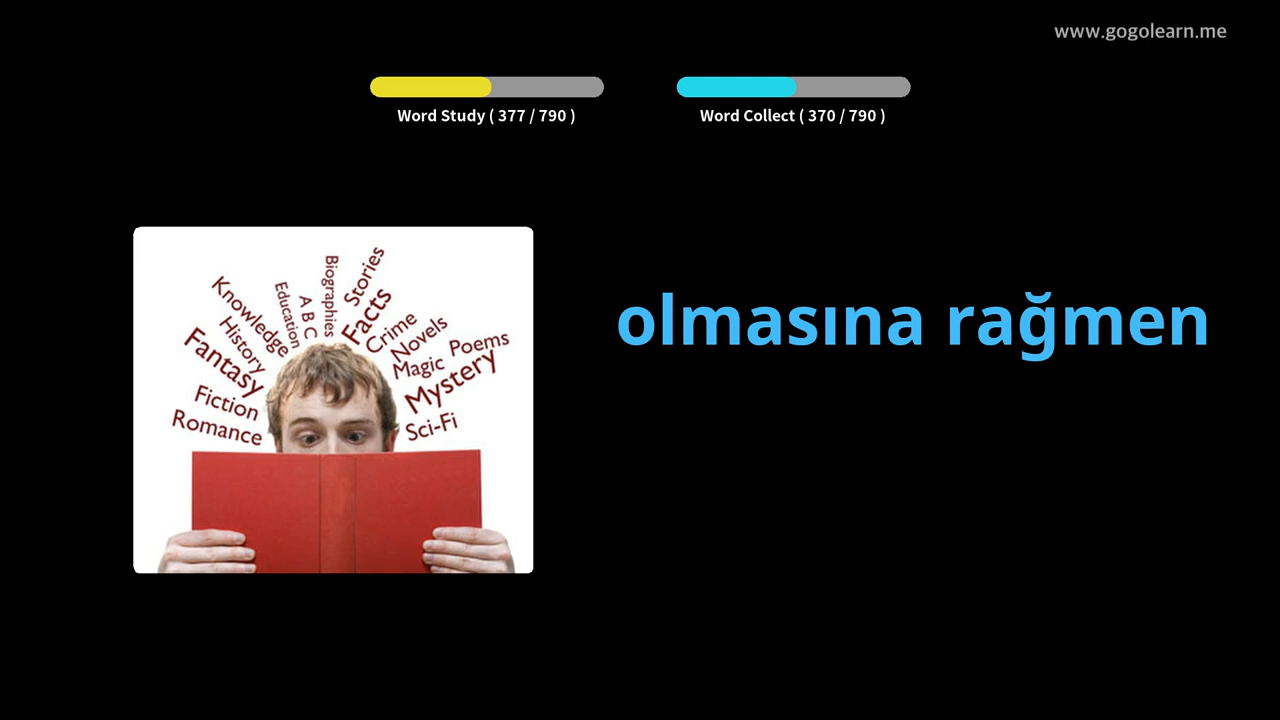 www.gogolearn.me
Word Study ( 377 / 790 )
Word Collect ( 370 / 790 )
olmasına rağmen
Biographies
Stories
Education
A B C
Facts
Knowledge
History
Crime
Novels
Poems
Fantasy
Magic
Mystery
Fiction
Romance
Sci-Fi